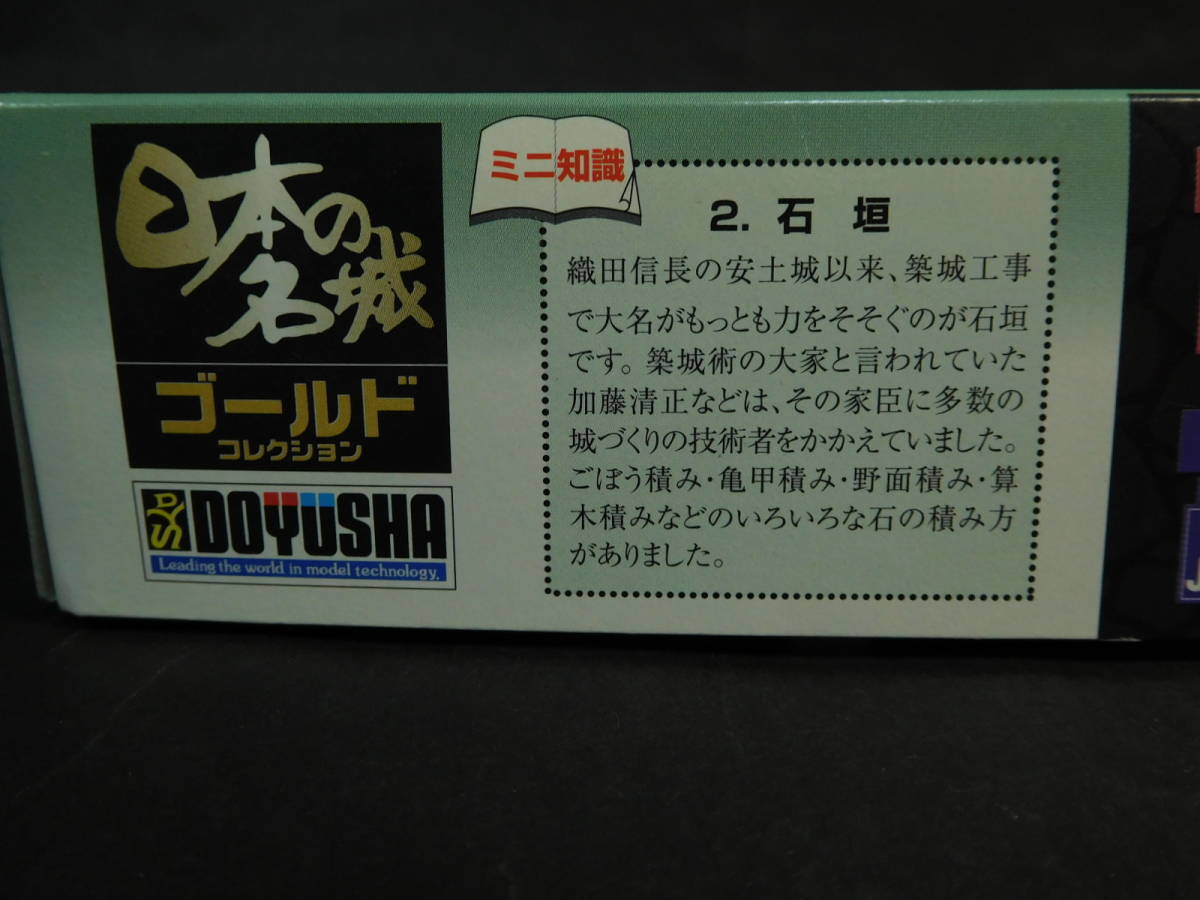 日本の
名城
ゴールド
コレクション
SYD DOYUSHA
Leading the world in model technology.
ミニ知識
2. 石 垣
織田信長の安土城以来、築城工事
で大名がもっとも力をそそぐのが石垣
です。築城術の大家と言われていた
加藤清正などは、その家臣に多数の
城づくりの技術者をかかえていました。
ごぼう積み・亀甲積み・野面積み・算
木積みなどのいろいろな石の積み方
がありました。